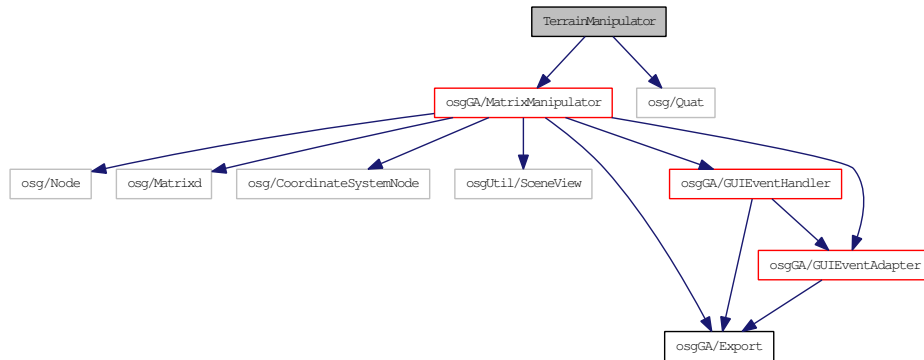 TerrainManipulator
osgGA/MatrixManipulator
osg/Quat
osg/Node
osg/Matrixd
osg/CoordinateSystemNode
osgUtil/SceneView
osgGA/GUIEventHandler
osgGA/GUIEventAdapter
osgGA/Export